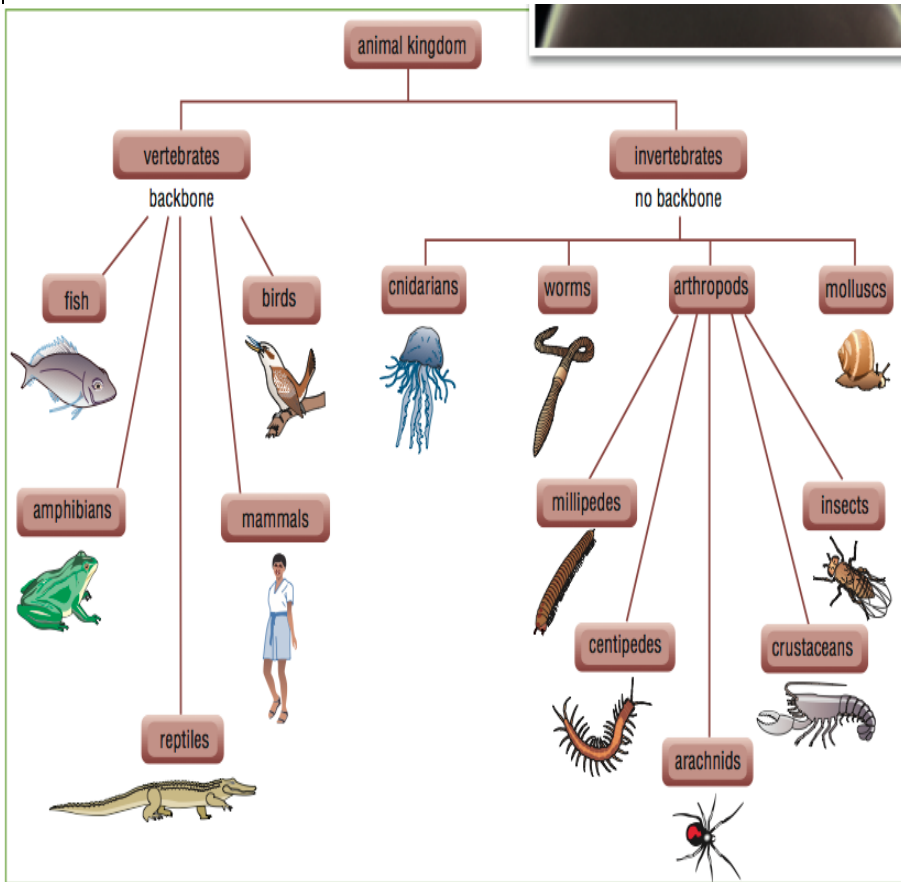 animal kingdom
vertebrates
invertebrates
backbone
no backbone
fish
birds
cnidarians
worms
arthropods
molluscs
amphibians
mammals
millipedes
insects
centipedes
crustaceans
reptiles
arachnids